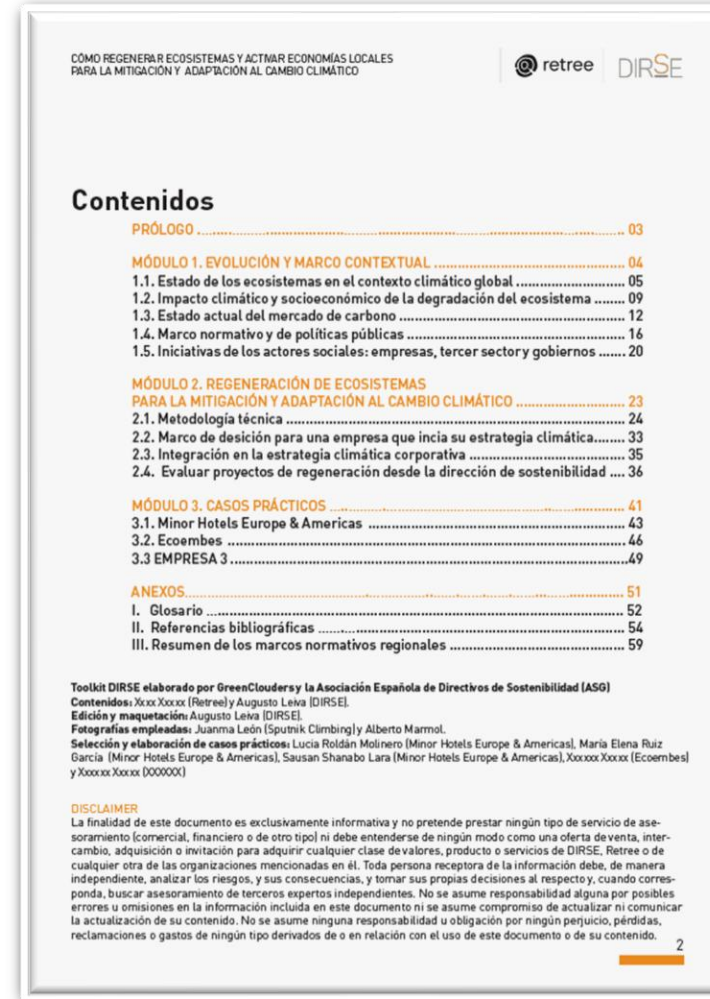 CÓMO REGENERAR ECOSISTEMAS Y ACTIVAR ECONOMÍAS LOCALES
PARA LA MITIGACIÓN Y ADAPTACIÓN AL CAMBIO CLIMÁTICO
retree
DIRSE
Contenidos
PRÓLOGO ........................................ 03
MÓDULO 1. EVOLUCIÓN Y MARCO CONTEXTUAL ........................................ 04
1.1. Estado de los ecosistemas en el contexto climático global ........................ 05
1.2. Impacto climático y socioeconómico de la degradación del ecosistema ........ 09
1.3. Estado actual del mercado de carbono ........................................ 12
1.4. Marco normativo y de políticas públicas ........................................ 16
1.5. Iniciativas de los actores sociales: empresas, tercer sector y gobiernos ....... 20
MÓDULO 2. REGENERACIÓN DE ECOSISTEMAS
PARA LA MITIGACIÓN Y ADAPTACIÓN AL CAMBIO CLIMÁTICO ........................ 23
2.1. Metodología técnica ........................................ 24
2.2. Marco de desición para una empresa que incia su estrategia climática........ 33
2.3. Integración en la estrategia climática corporativa ........................ 35
2.4. Evaluar proyectos de regeneración desde la dirección de sostenibilidad .... 36
MÓDULO 3. CASOS PRÁCTICOS ........................................ 41
3.1. Minor Hotels Europe & Americas ........................................ 43
3.2. Ecoembes ........................................ 46
3.3 EMPRESA 3........................................49
ANEXOS........................................ 51
I. Glosario ........................................ 52
II. Referencias bibliográficas ........................................ 54
III. Resumen de los marcos normativos regionales ........................ 59
Toolkit DIRSE elaborado por GreenClouders y la Asociación Española de Directivos de Sostenibilidad (ASG)
Contenidos: Xxxx Xxxxx (Retree) y Augusto Leiva (DIRSE).
Edición y maquetación: Augusto Leiva (DIRSE).
Fotografías empleadas: Juanma León (Sputnik Climbing) y Alberto Marmol.
Selección y elaboración de casos prácticos: Lucia Roldán Molinero (Minor Hotels Europe & Americas), María Elena Ruiz
García (Minor Hotels Europe & Americas), Sausan Shanabo Lara (Minor Hotels Europe & Americas), Xxxxxx Xxxxx (Ecoembes)
y Xxxxxx Xxxxx (XXXXXX)
DISCLAIMER
La finalidad de este documento es exclusivamente informativa y no pretende prestar ningún tipo de servicio de ase-
soramiento (comercial, financiero o de otro tipo) ni debe entenderse de ningún modo como una oferta de venta, inter-
cambio, adquisición o invitación para adquirir cualquier clase de valores, producto o servicios de DIRSE, Retree o de
cualquier otra de las organizaciones mencionadas en él. Toda persona receptora de la información debe, de manera
independiente, analizar los riesgos, y sus consecuencias, y tomar sus propias decisiones al respecto y, cuando corres-
ponda, buscar asesoramiento de terceros expertos independientes. No se asume responsabilidad alguna por posibles
errores u omisiones en la información incluida en este documento ni se asume compromiso de actualizar ni comunicar
la actualización de su contenido. No se asume ninguna responsabilidad u obligación por ningún perjuicio, pérdidas,
reclamaciones o gastos de ningún tipo derivados de o en relación con el uso de este documento o de su contenido.
2